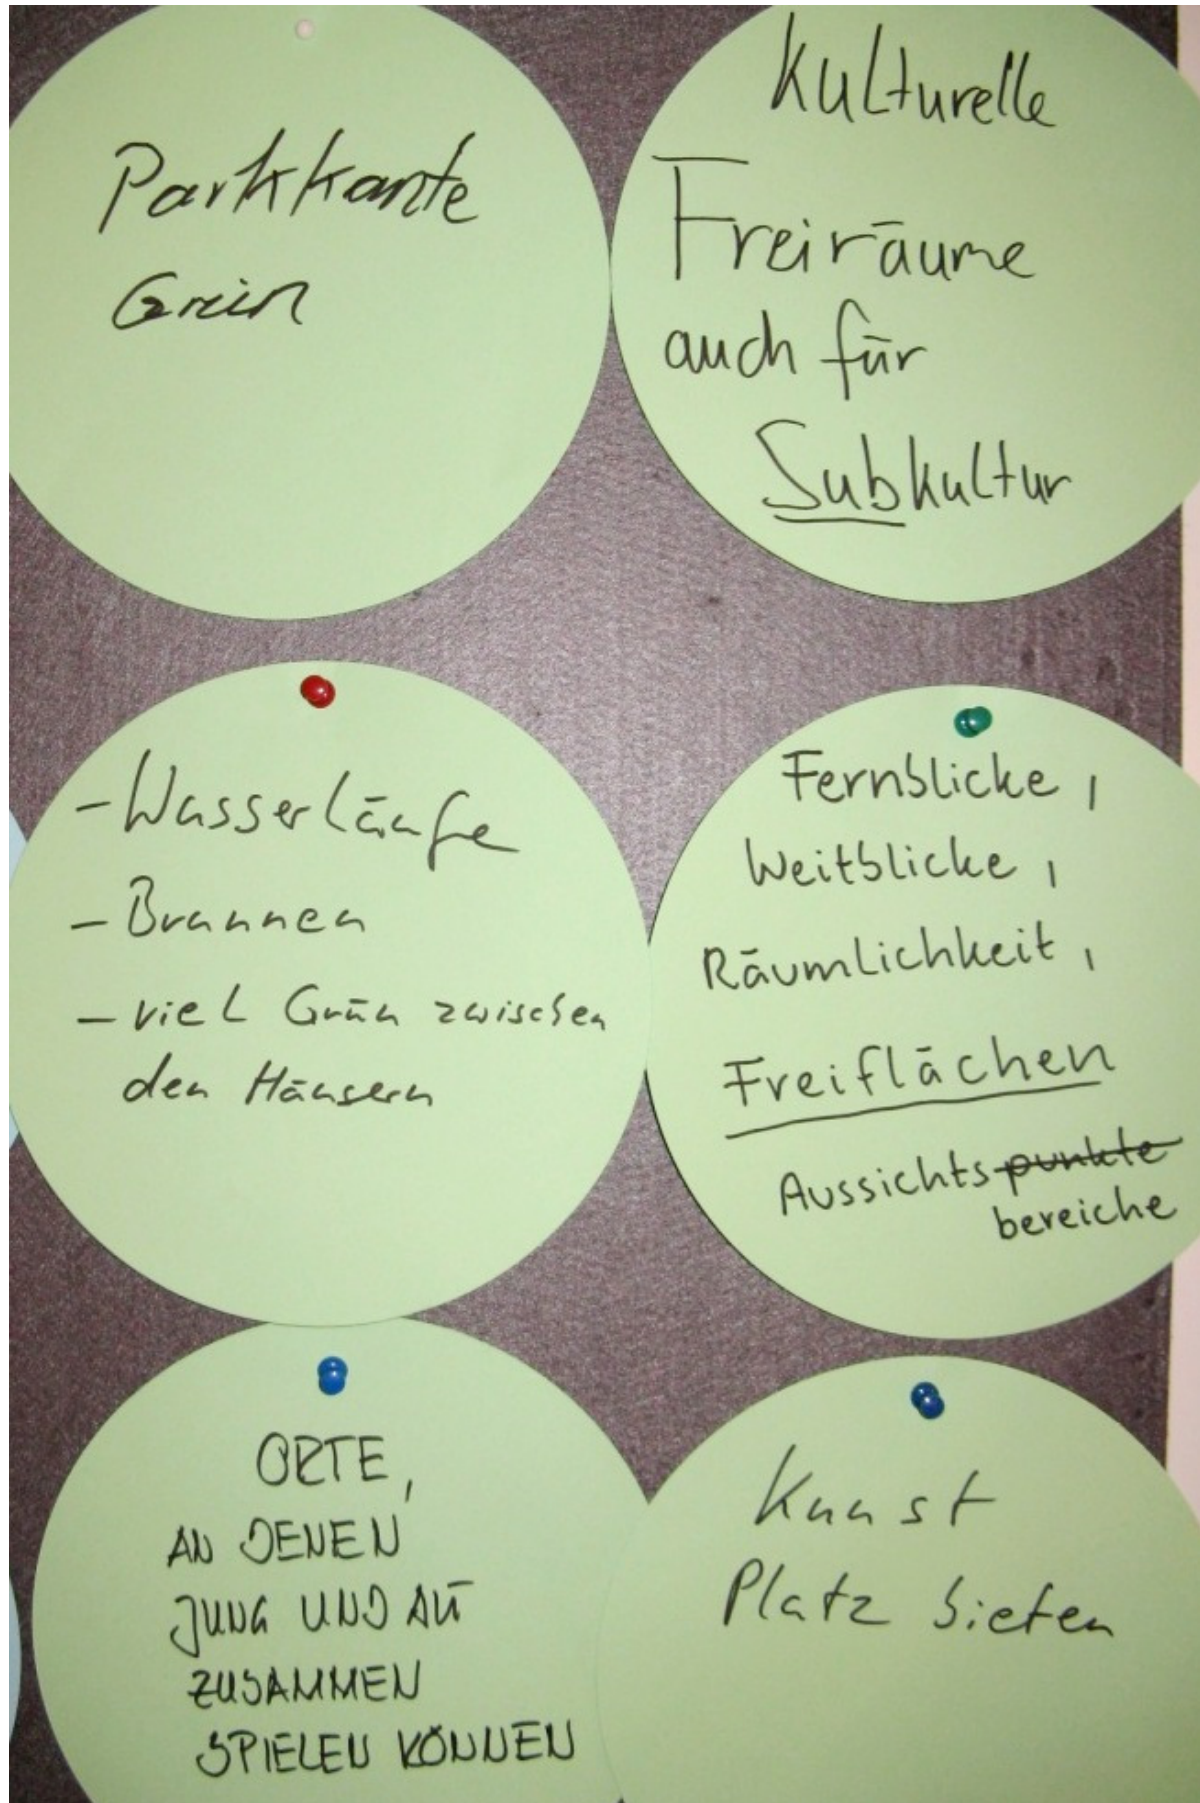 Parkkante
Grün
Kulturelle
Freiräume
auch für
Subkultur
- Wasserläufe
- Brunnen
- viel Grün zwischen
den Häusern
Fernblicke,
Weitblicke,
Räumlichkeit,
Freiflächen
Aussichtspunkte
bereiche
ORTE,
AN DENEN
JUNG UND ALT
ZUSAMMEN
SPIELEN KÖNNEN
Kunst
Platz bieten